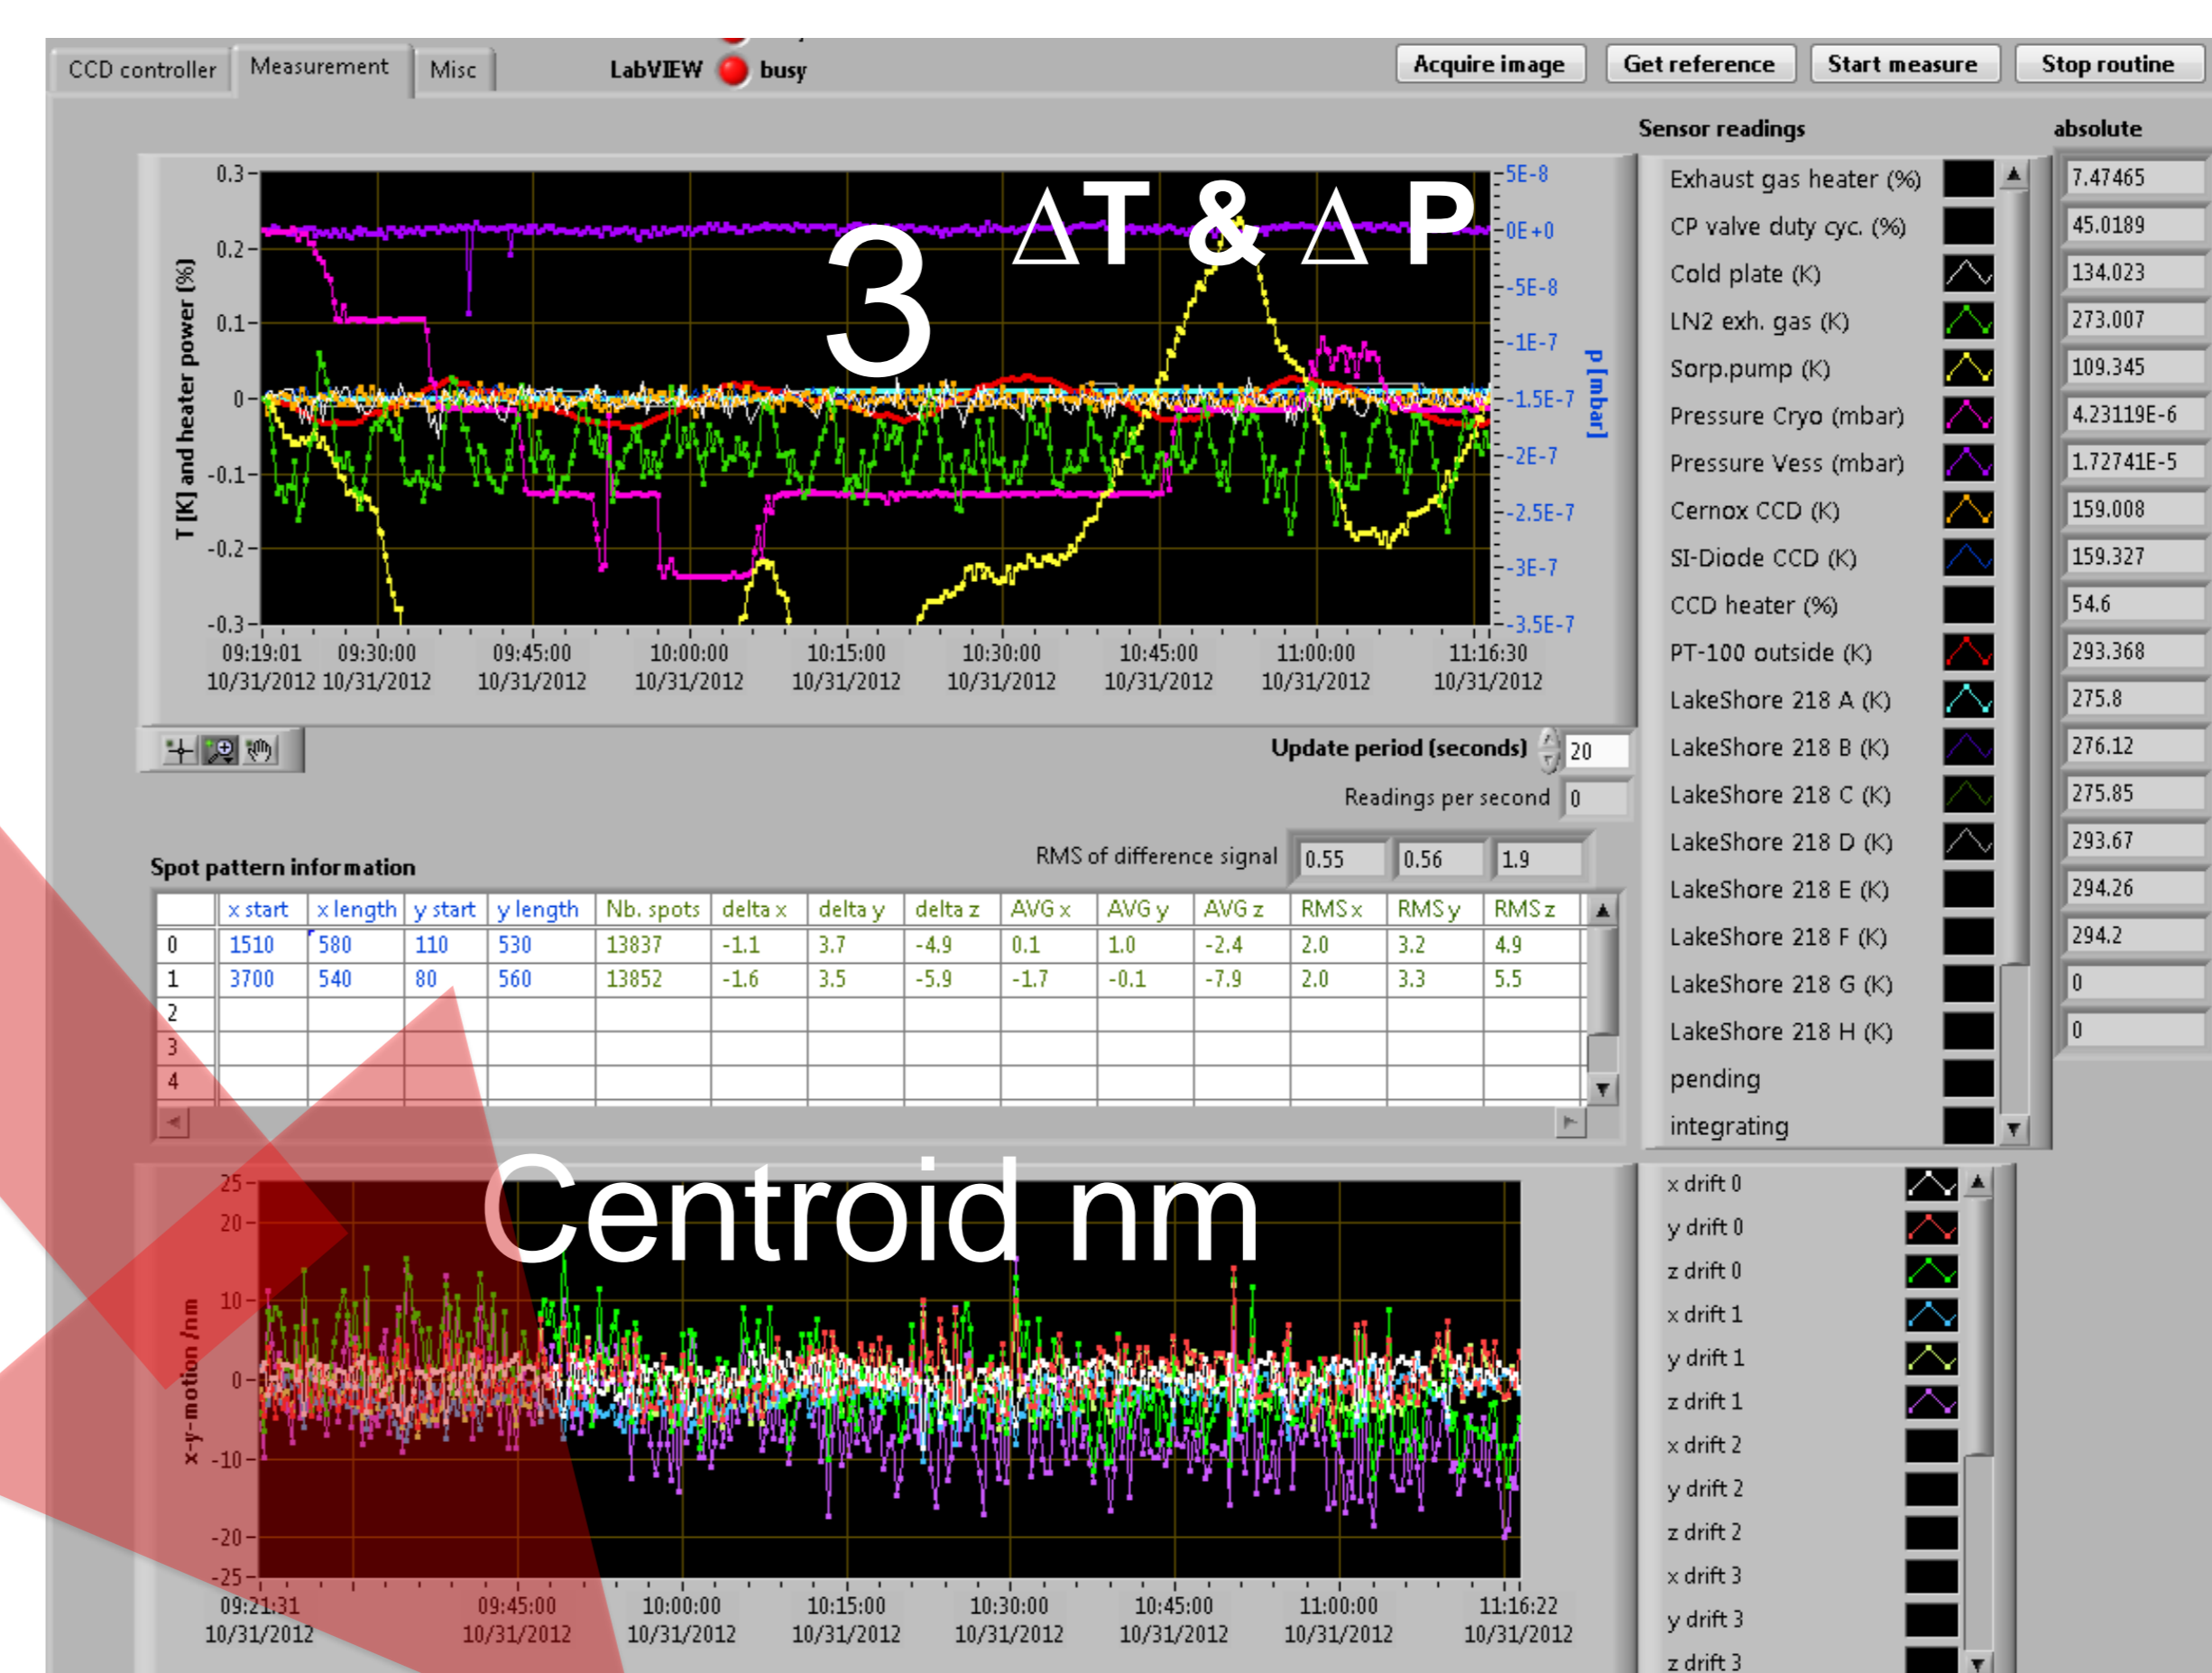 CCD controller Measurement Misc LabVIEW busy Acquire image Get reference Start measure Stop routine
Sensor readings absolute
ΔT & Δ P
3
T [K] and heater power (%)
0.3
0.2
0.1
0
-0.1
-0.2
-0.3
5E-8
0E+0
-5E-8
-1E-7
-1.5E-7
-2E-7
-2.5E-7
-3E-7
-3.5E-7
p [mbar]
09:19:01 09:30:00 09:45:00 10:00:00 10:15:00 10:30:00 10:45:00 11:00:00 11:16:30
10/31/2012 10/31/2012 10/31/2012 10/31/2012 10/31/2012 10/31/2012 10/31/2012 10/31/2012 10/31/2012
Exhaust gas heater (%) 7.47465
CP valve duty cyc. (%) 45.0189
Cold plate (K) 134.023
LN2 exh. gas (K) 273.007
Sorp.pump (K) 109.345
Pressure Cryo (mbar) 4.23119E-6
Pressure Vess (mbar) 1.72741E-5
Cernox CCD (K) 159.008
SI-Diode CCD (K) 159.327
CCD heater (%) 54.6
PT-100 outside (K) 293.368
LakeShore 218 A (K) 275.8
LakeShore 218 B (K) 276.12
LakeShore 218 C (K) 275.85
LakeShore 218 D (K) 293.67
LakeShore 218 E (K) 294.26
LakeShore 218 F (K) 294.2
LakeShore 218 G (K) 0
LakeShore 218 H (K) 0
pending
integrating
Update period (seconds) 20
Readings per second 0
RMS of difference signal 0.55 0.56 1.9
Spot pattern information
x start x length y start y length Nb. spots delta x delta y delta z AVG x AVG y AVG z RMS x RMS y RMS z
0 1510 580 110 530 13837 -1.1 3.7 -4.9 0.1 1.0 -2.4 2.0 3.2 4.9
1 3700 540 80 560 13852 -1.6 3.5 -5.9 -1.7 -0.1 -7.9 2.0 3.3 5.5
2
3
4
Centroid nm
x-y-motion /nm
25
20
10
0
-10
-20
-25
09:21:31 09:45:00 10:00:00 10:15:00 10:30:00 10:45:00 11:00:00 11:16:22
10/31/2012 10/31/2012 10/31/2012 10/31/2012 10/31/2012 10/31/2012 10/31/2012 10/31/2012
x drift 0
y drift 0
z drift 0
x drift 1
y drift 1
z drift 1
x drift 2
y drift 2
z drift 2
x drift 3
y drift 3
z drift 3